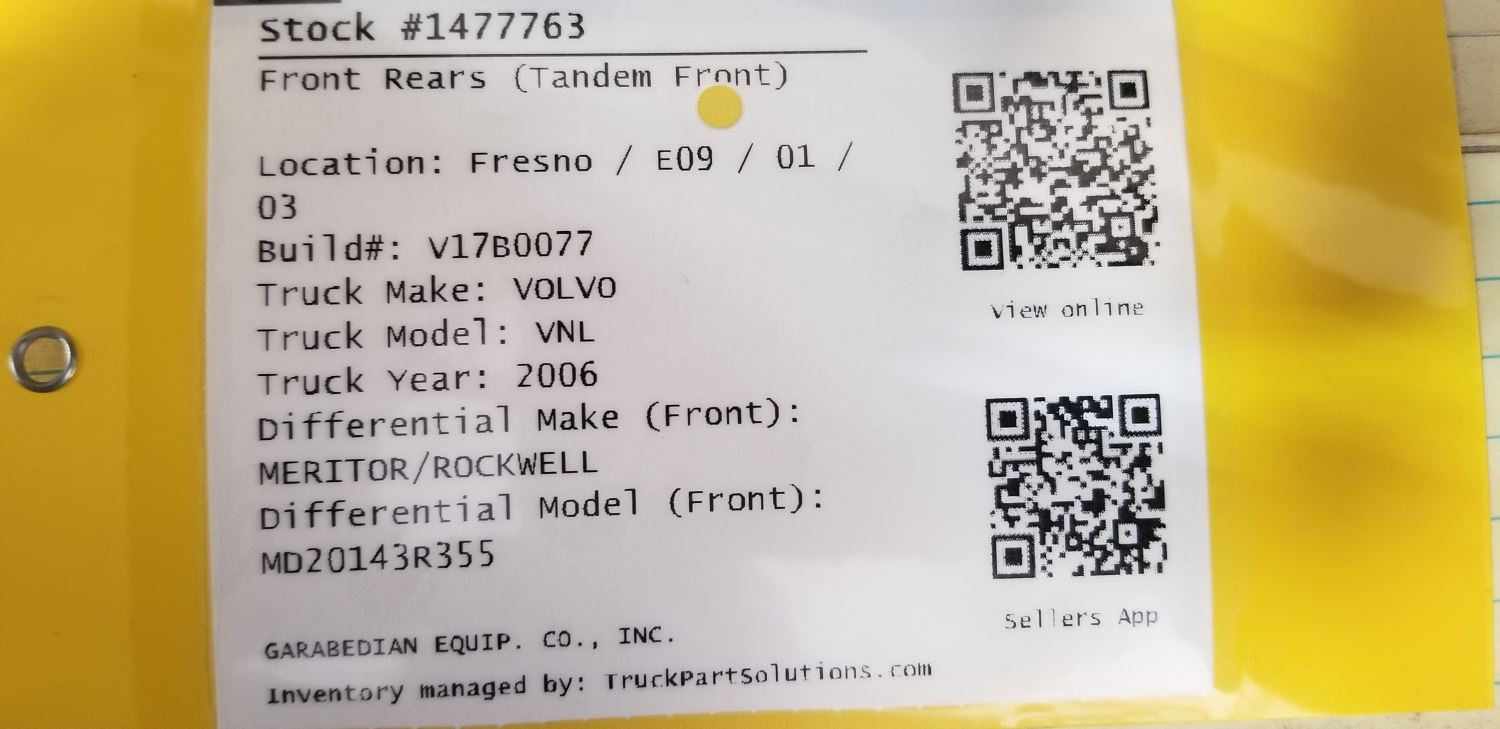 Stock #1477763
Front Rears (Tandem Front)
Location: Fresno / E09 / 01 /
03
Build#: V17B0077
Truck Make: VOLVO
Truck Model: VNL
Truck Year: 2006
Differential Make (Front):
MERITOR/ROCKWELL
Differential Model (Front):
MD20143R355
GARABEDIAN EQUIP. CO., INC.
Inventory managed by: TruckPartSolutions.com
View online
Sellers App